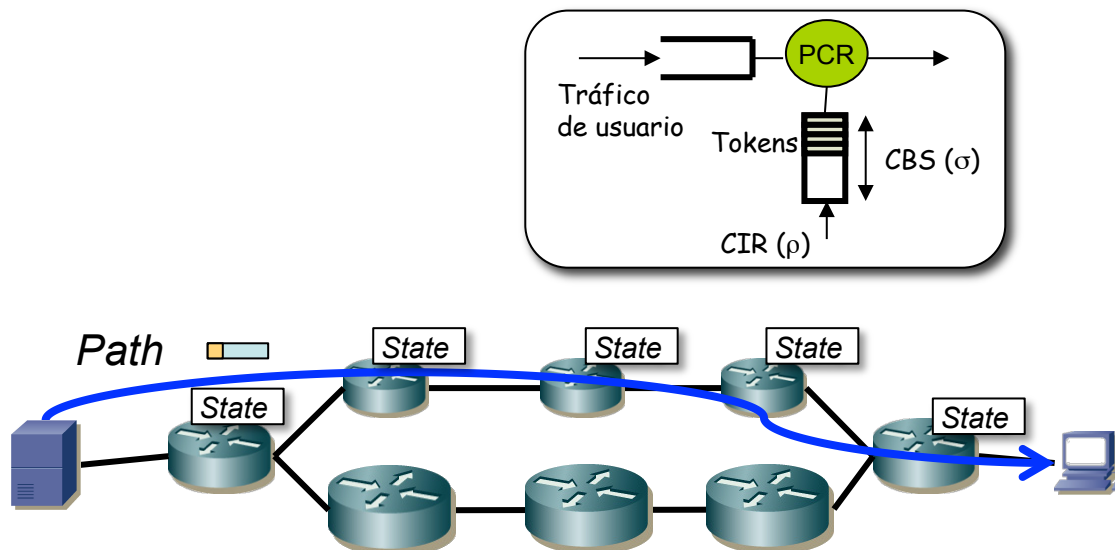 PCR
Tráfico
de usuario
Tokens
CBS (σ)
CIR (ρ)
Path
State
State
State
State
State